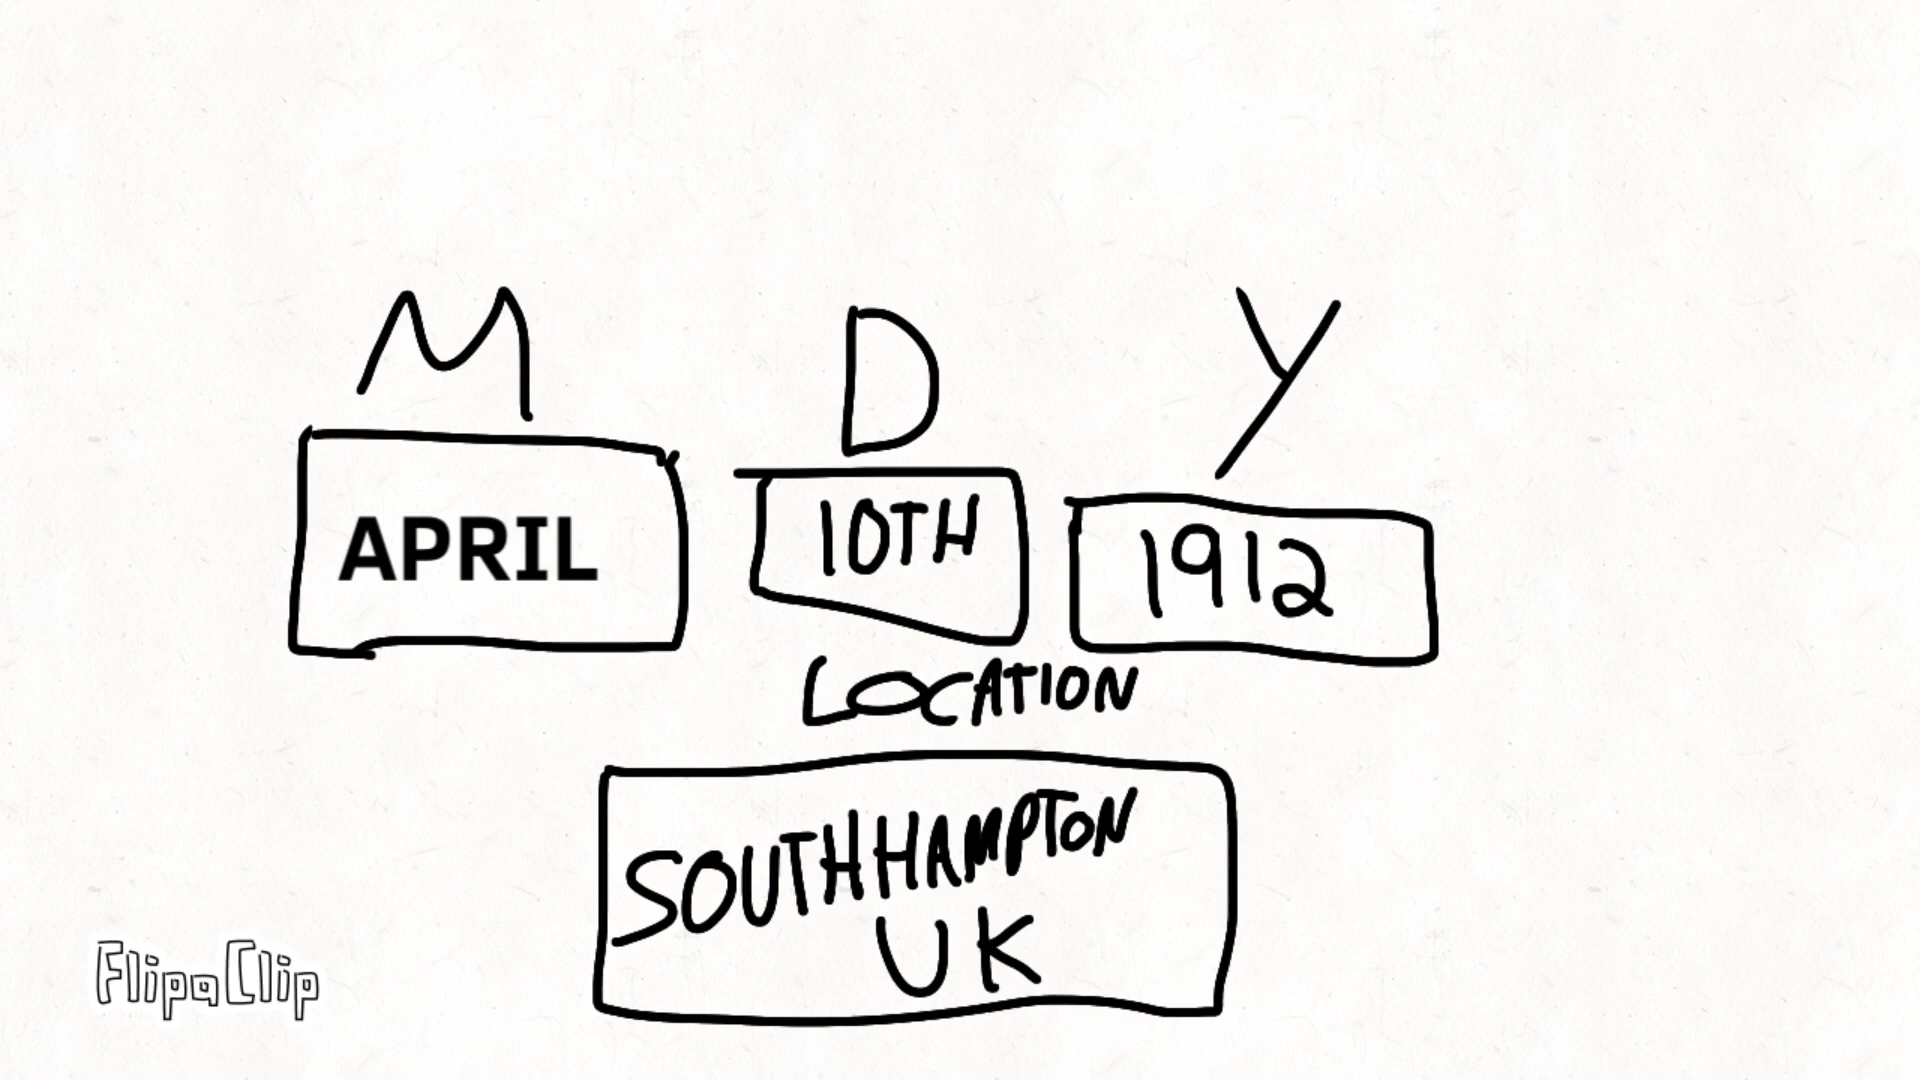 M D Y
APRIL 10TH 1912
LOCATION
SOUTHHAMPTON
UK
FlipaClip